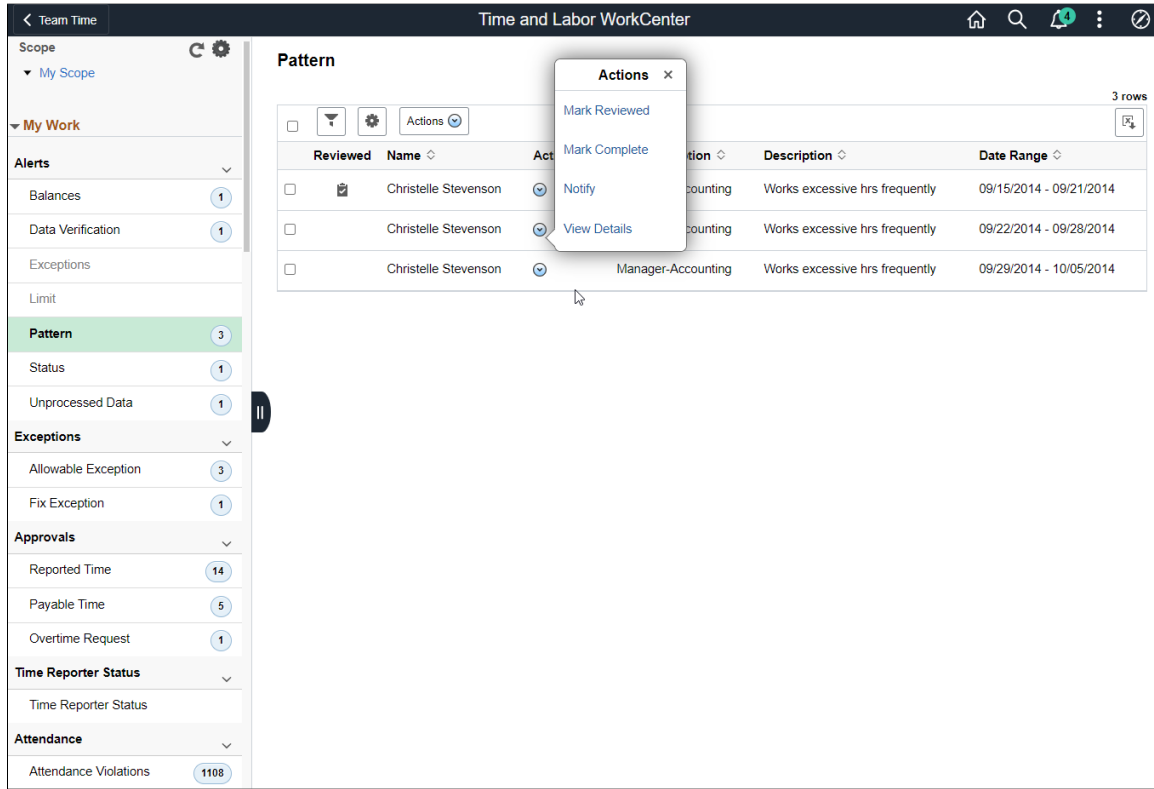 Team Time
Time and Labor WorkCenter
4
Scope
My Scope
My Work
Alerts
Balances 1
Data Verification 1
Exceptions
Limit
Pattern 3
Status 1
Unprocessed Data 1
Exceptions
Allowable Exception 3
Fix Exception 1
Approvals
Reported Time 14
Payable Time 5
Overtime Request 1
Time Reporter Status
Time Reporter Status
Attendance
Attendance Violations 1108
Pattern
3 rows
Actions
Reviewed Name Act tion Description Date Range
Christelle Stevenson counting Works excessive hrs frequently 09/15/2014 - 09/21/2014
Christelle Stevenson counting Works excessive hrs frequently 09/22/2014 - 09/28/2014
Christelle Stevenson Manager-Accounting Works excessive hrs frequently 09/29/2014 - 10/05/2014
Actions ×
Mark Reviewed
Mark Complete
Notify
View Details